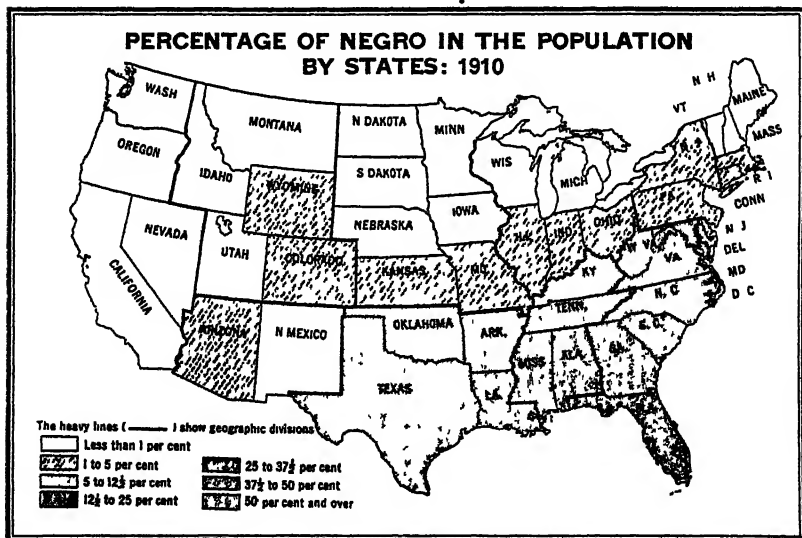 PERCENTAGE OF NEGRO IN THE POPULATION
BY STATES: 1910
WASH
MONTANA
N DAKOTA
MINN
OREGON
IDAHO
S DAKOTA
WIS
MICH
N H
VT
MAINE
MASS
R I
CONN
N J
DEL
MD
D C
WYOMING
NEBRASKA
IOWA
NEVADA
UTAH
COLORADO
KANSAS
MO.
ILL
IND
OHIO
PA.
W V
VA
KY
CALIFORNIA
ARIZONA
N MEXICO
OKLAHOMA
ARK.
TENN.
N. C
S. C.
TEXAS
LA.
MISS
ALA.
GA.
The heavy lines ( ——— ) show geographic divisions
Less than 1 per cent
1 to 5 per cent
5 to 12½ per cent
12½ to 25 per cent
25 to 37½ per cent
37½ to 50 per cent
50 per cent and over